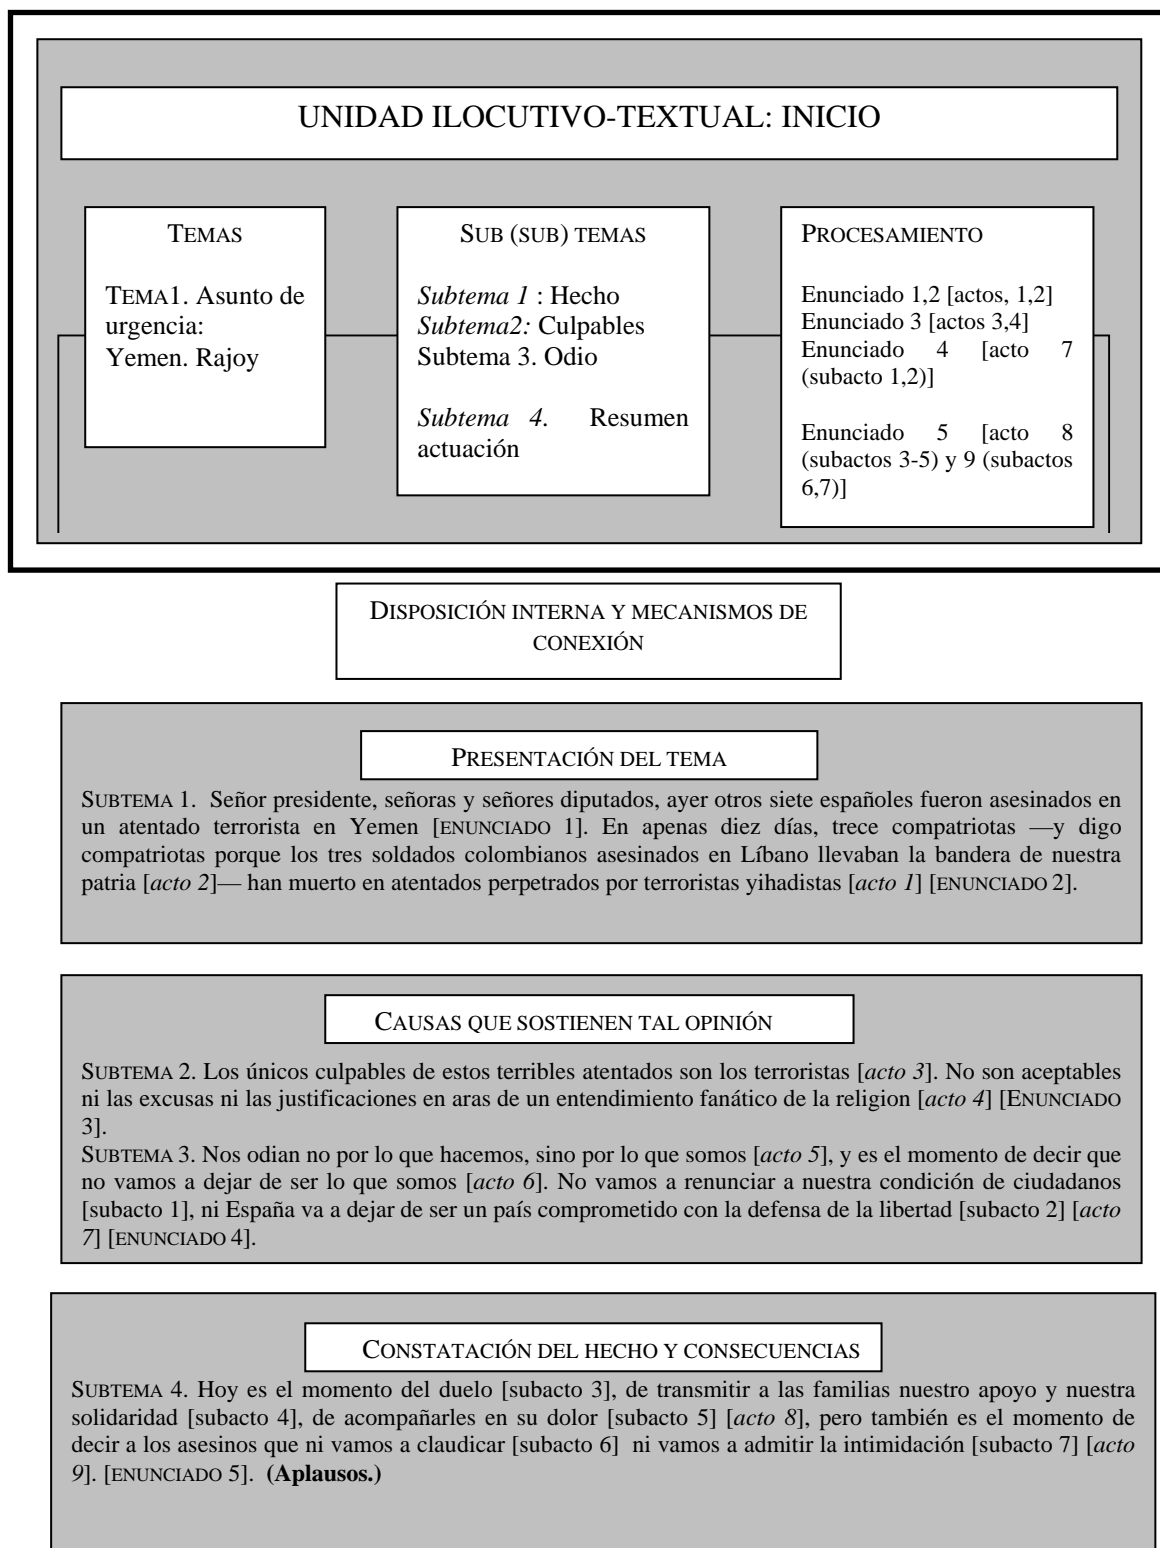 UNIDAD ILOCUTIVO-TEXTUAL: INICIO
TEMAS
TEMA1. Asunto de
urgencia:
Yemen. Rajoy
SUB (SUB) TEMAS
Subtema 1 : Hecho
Subtema2: Culpables
Subtema 3. Odio
Subtema 4. Resumen
actuación
PROCESAMIENTO
Enunciado 1,2 [actos, 1,2]
Enunciado 3 [actos 3,4]
Enunciado 4 [acto 7
(subacto 1,2)]
Enunciado 5 [acto 8
(subactos 3-5) y 9 (subactos
6,7)]
DISPOSICIÓN INTERNA Y MECANISMOS DE
CONEXIÓN
PRESENTACIÓN DEL TEMA
SUBTEMA 1. Señor presidente, señoras y señores diputados, ayer otros siete españoles fueron asesinados en
un atentado terrorista en Yemen [ENUNCIADO 1]. En apenas diez días, trece compatriotas —y digo
compatriotas porque los tres soldados colombianos asesinados en Líbano llevaban la bandera de nuestra
patria [acto 2]— han muerto en atentados perpetrados por terroristas yihadistas [acto 1] [ENUNCIADO 2].
CAUSAS QUE SOSTIENEN TAL OPINIÓN
SUBTEMA 2. Los únicos culpables de estos terribles atentados son los terroristas [acto 3]. No son aceptables
ni las excusas ni las justificaciones en aras de un entendimiento fanático de la religion [acto 4] [ENUNCIADO
3].
SUBTEMA 3. Nos odian no por lo que hacemos, sino por lo que somos [acto 5], y es el momento de decir que
no vamos a dejar de ser lo que somos [acto 6]. No vamos a renunciar a nuestra condición de ciudadanos
[subacto 1], ni España va a dejar de ser un país comprometido con la defensa de la libertad [subacto 2] [acto
7] [ENUNCIADO 4].
CONSTATACIÓN DEL HECHO Y CONSECUENCIAS
SUBTEMA 4. Hoy es el momento del duelo [subacto 3], de transmitir a las familias nuestro apoyo y nuestra
solidaridad [subacto 4], de acompañarles en su dolor [subacto 5] [acto 8], pero también es el momento de
decir a los asesinos que ni vamos a claudicar [subacto 6] ni vamos a admitir la intimidación [subacto 7] [acto
9]. [ENUNCIADO 5]. (Aplausos.)